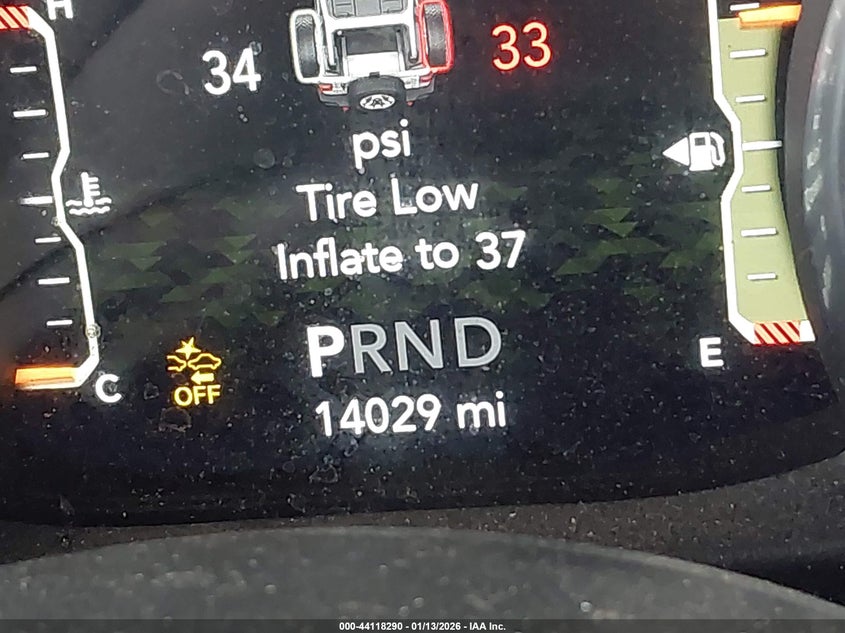 H
34 33
psi
Tire Low
Inflate to 37
PRND
E
C
OFF
14029 mi
000-44118290 - 01/13/2026 - IAA Inc.